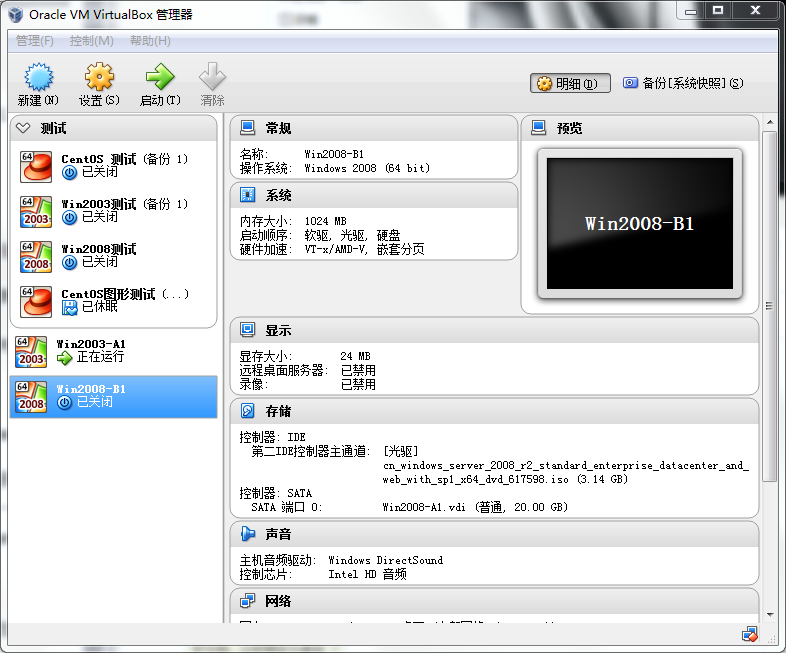 Oracle VM VirtualBox 管理器
管理(F) 控制(M) 帮助(H)
新建(N) 设置(S) 启动(T) 清除
明细(D) 备份[系统快照](S)
测试
CentOS 测试 (备份 1)
已关闭
Win2003测试 (备份 1)
已关闭
Win2008测试
已关闭
CentOS图形测试 (...)
已休眠
Win2003-A1
正在运行
Win2008-B1
已关闭
常规
名称: Win2008-B1
操作系统: Windows 2008 (64 bit)
系统
内存大小: 1024 MB
启动顺序: 软驱, 光驱, 硬盘
硬件加速: VT-x/AMD-V, 嵌套分页
预览
Win2008-B1
显示
显存大小: 24 MB
远程桌面服务器: 已禁用
录像: 已禁用
存储
控制器: IDE
第二IDE控制器主通道: [光驱]
cn_windows_server_2008_r2_standard_enterprise_datacenter_and_
web_with_sp1_x64_dvd_617598.iso (3.14 GB)
控制器: SATA
SATA 端口 0: Win2008-A1.vdi (普通, 20.00 GB)
声音
主机音频驱动: Windows DirectSound
控制芯片: Intel HD 音频
网络